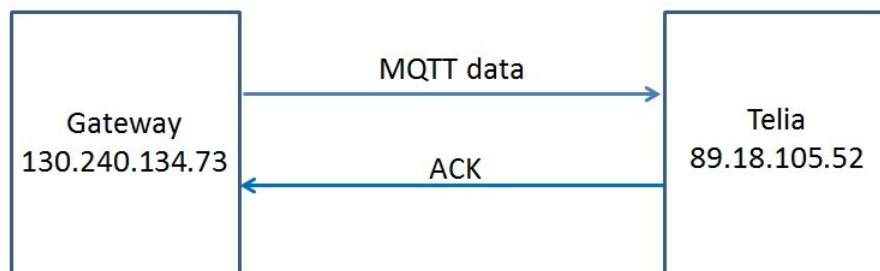 MQTT data
Gateway
130.240.134.73
Telia
89.18.105.52
ACK